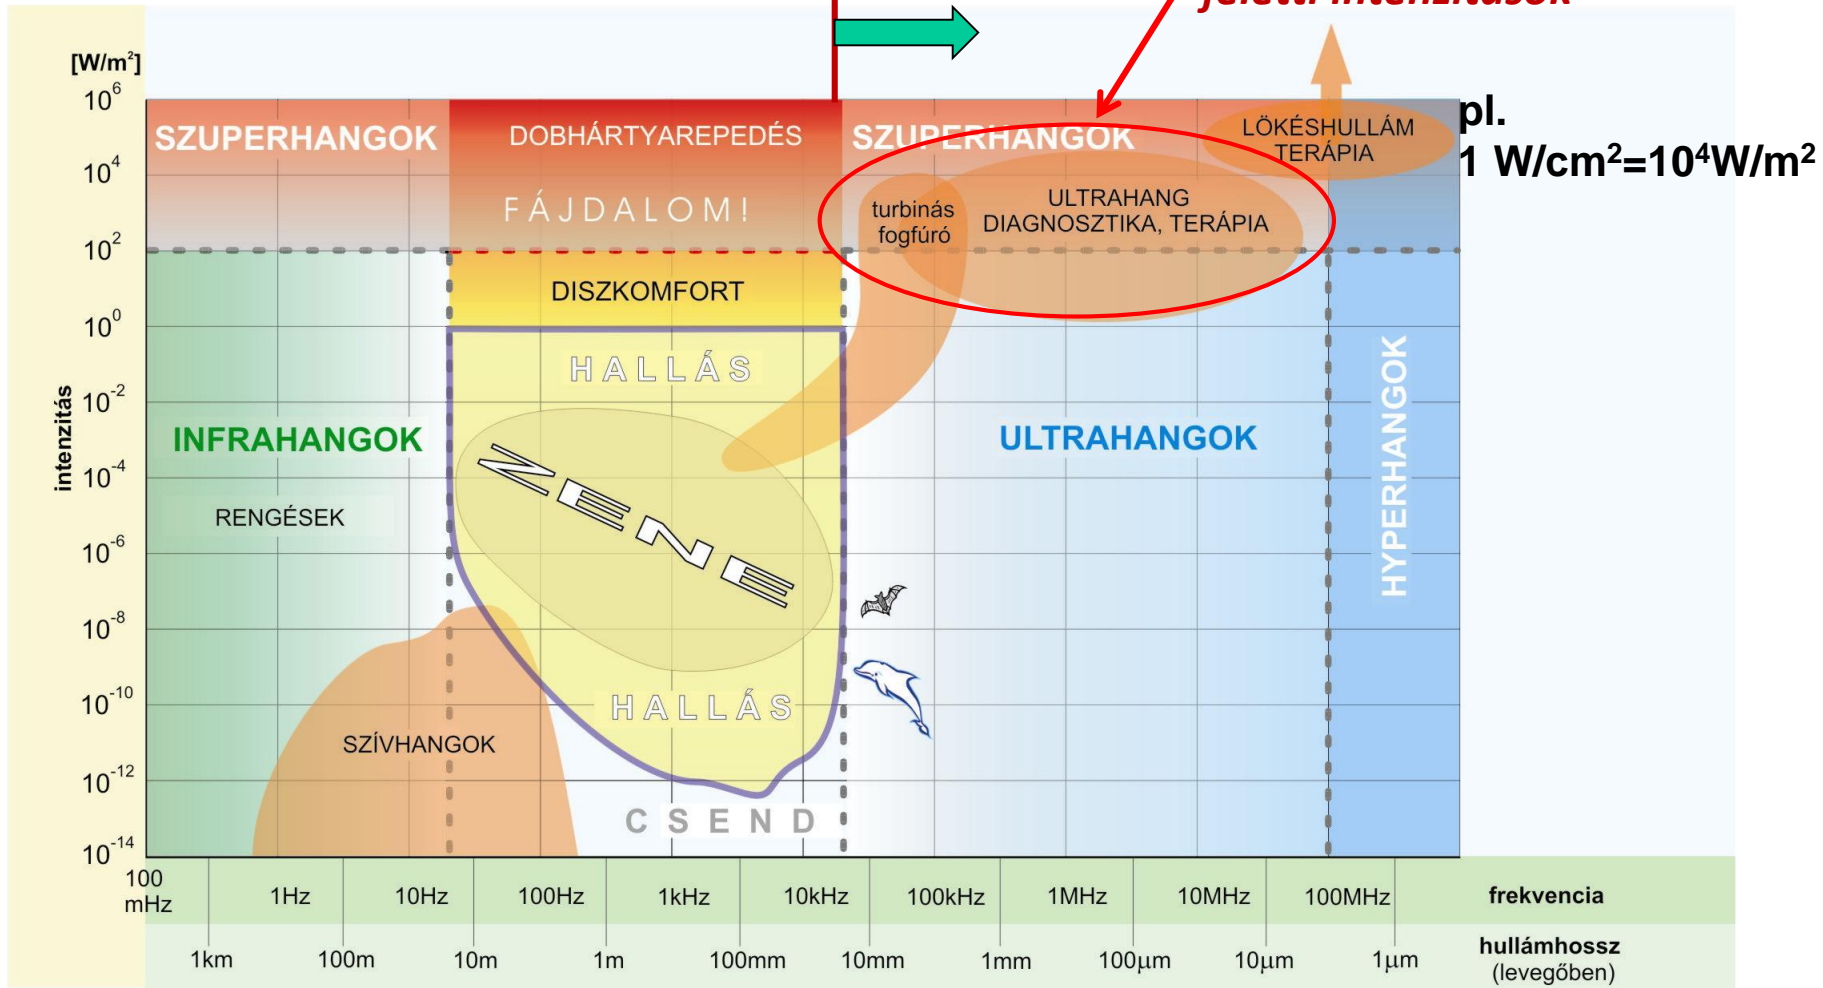 feletti intenzitások
[W/m²]
10⁶
10⁴
10²
10⁰
10⁻²
10⁻⁴
10⁻⁶
10⁻⁸
10⁻¹⁰
10⁻¹²
10⁻¹⁴
intenzitás
SZUPERHANGOK
DOBHÁRTYAREPEDÉS
FÁJDALOM!
SZUPERHANGOK
LÖKÉSHULLÁM
TERÁPIA
pl.
1 W/cm²=10⁴W/m²
turbinás
fogfúró
ULTRAHANG
DIAGNOSZTIKA, TERÁPIA
DISZKOMFORT
HALLÁS
INFRAHANGOK
ZENE
ULTRAHANGOK
HYPERHANGOK
RENGÉSEK
HALLÁS
SZÍVHANGOK
CSEND
100
mHz
1Hz
10Hz
100Hz
1kHz
10kHz
100kHz
1MHz
10MHz
100MHz
frekvencia
1km
100m
10m
1m
100mm
10mm
1mm
100μm
10μm
1μm
hullámhossz
(levegőben)